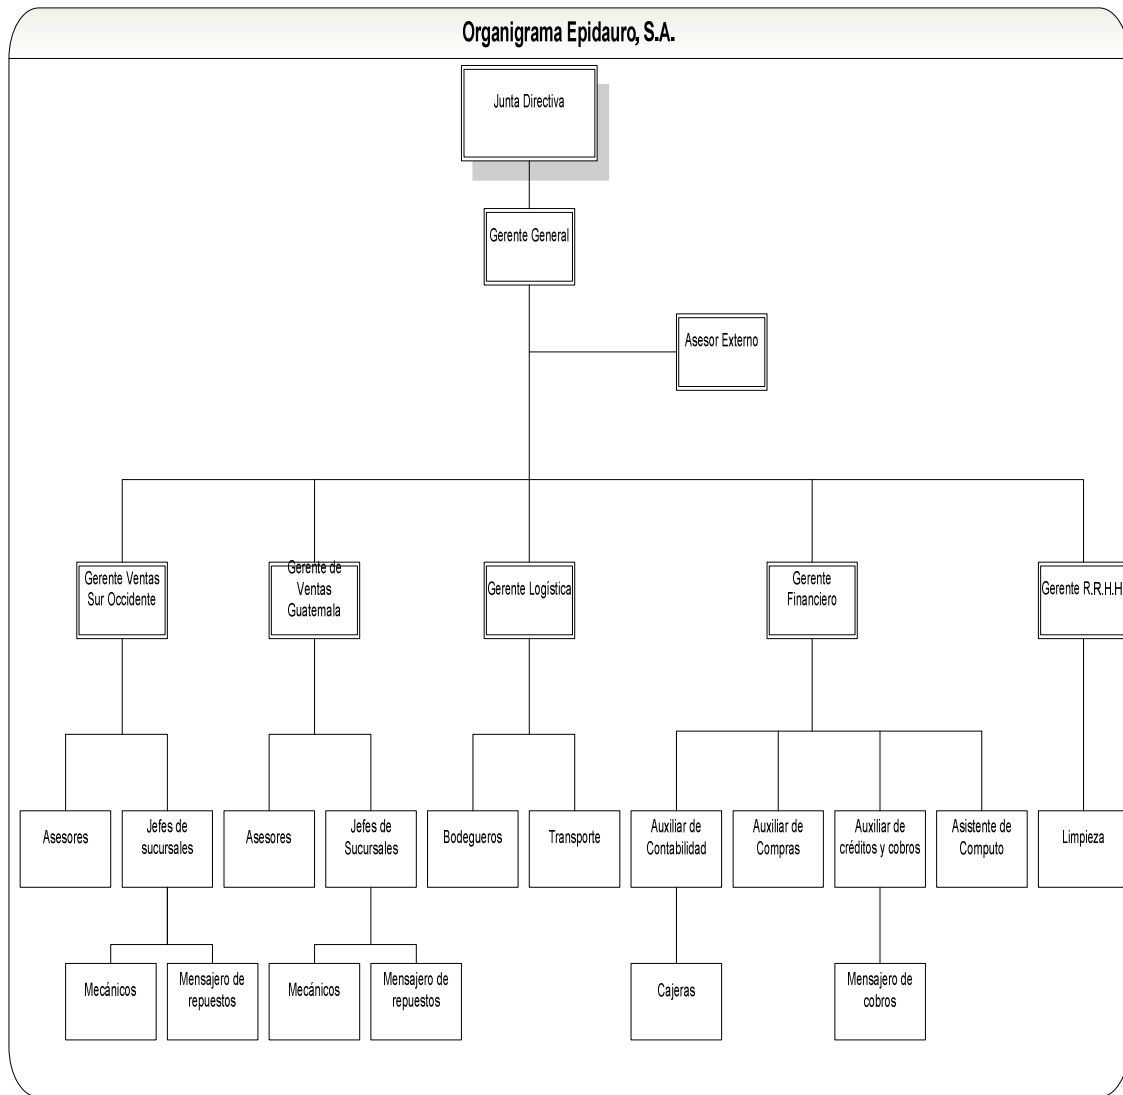 Organigrama Epidauro, S.A.
Junta Directiva
Gerente General
Asesor Externo
Gerente Ventas
Sur Occidente
Gerente de
Ventas
Guatemala
Gerente Logística
Gerente
Financiero
Gerente R.R.H.H
Asesores
Jefes de
sucursales
Asesores
Jefes de
Sucursales
Bodegueros
Transporte
Auxiliar de
Contabilidad
Auxiliar de
Compras
Auxiliar de
créditos y cobros
Asistente de
Computo
Limpieza
Mecánicos
Mensajero de
repuestos
Mecánicos
Mensajero de
repuestos
Cajeras
Mensajero de
cobros